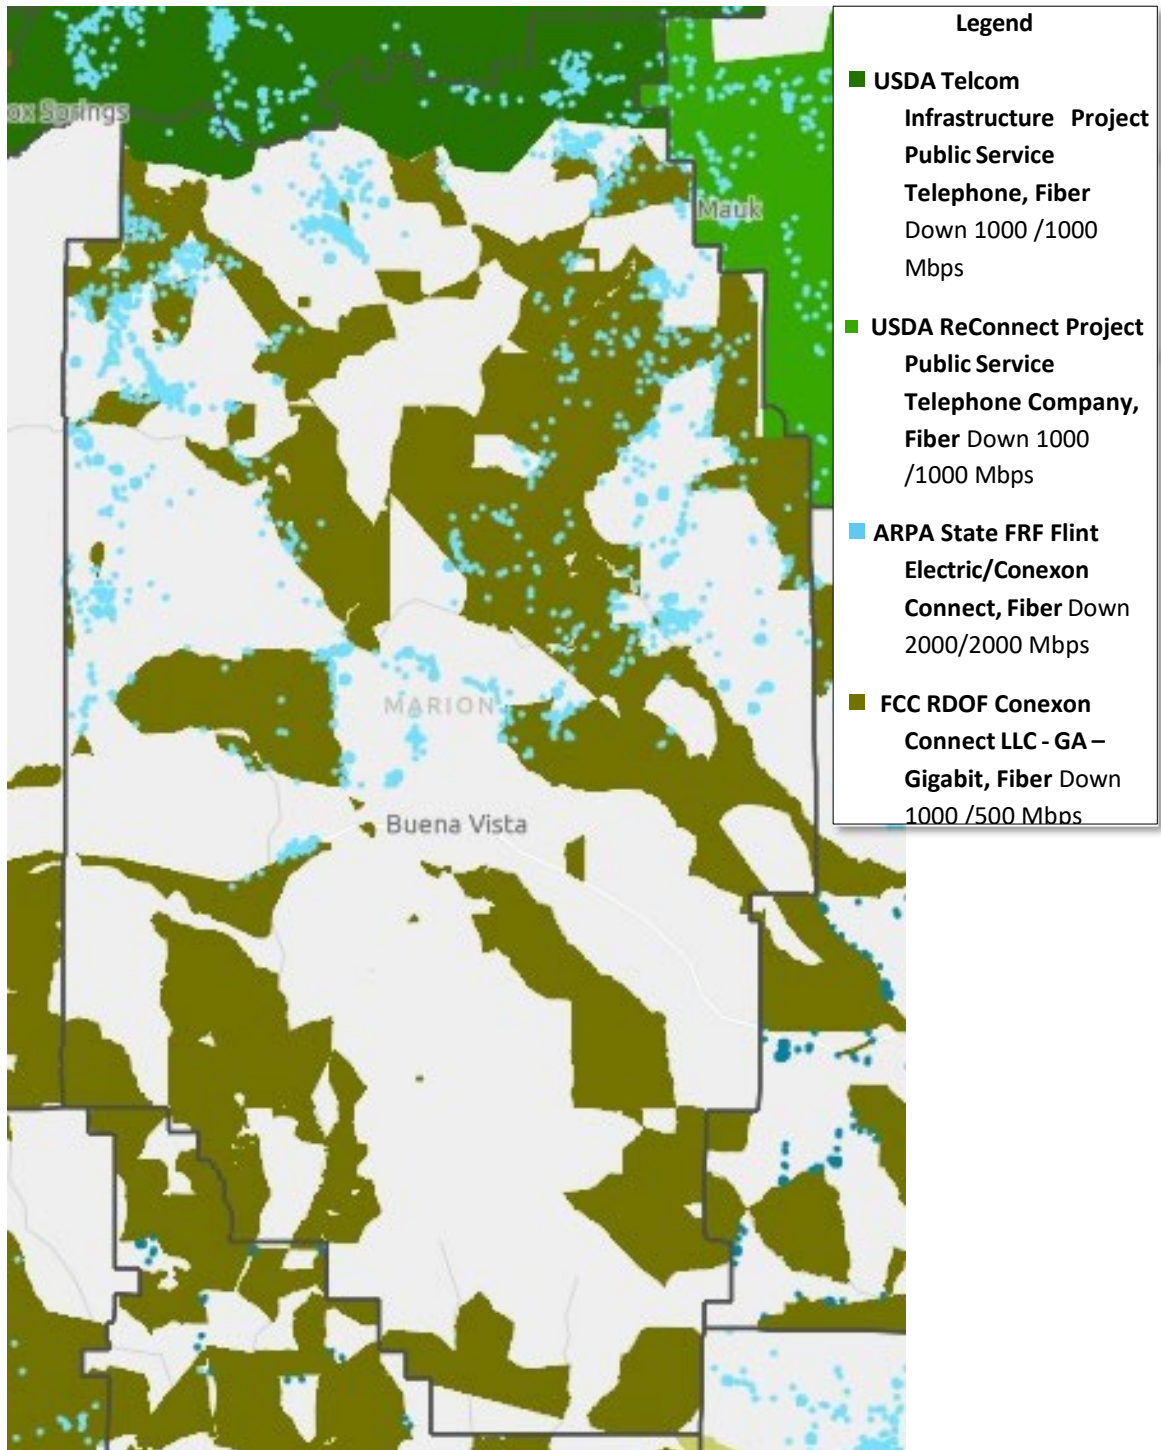 Legend
USDA Telcom
Infrastructure Project
Public Service
Telephone, Fiber
Down 1000 /1000
Mbps
USDA ReConnect Project
Public Service
Telephone Company,
Fiber Down 1000
/1000 Mbps
ARPA State FRF Flint
Electric/Conexon
Connect, Fiber Down
2000/2000 Mbps
FCC RDOF Conexon
Connect LLC - GA –
Gigabit, Fiber Down
1000 /500 Mbps
ox Springs
Mauk
MARION
Buena Vista